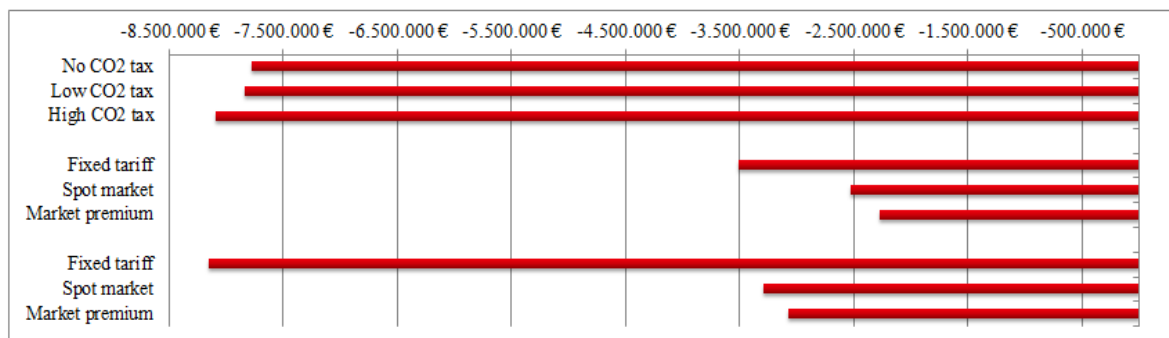 -8.500.000 € -7.500.000 € -6.500.000 € -5.500.000 € -4.500.000 € -3.500.000 € -2.500.000 € -1.500.000 € -500.000 €
No CO2 tax
Low CO2 tax
High CO2 tax
Fixed tariff
Spot market
Market premium
Fixed tariff
Spot market
Market premium